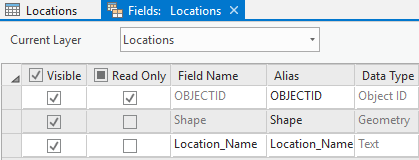 Locations Fields: Locations
Current Layer Locations
Visible Read Only Field Name Alias Data Type
OBJECTID OBJECTID Object ID
Shape Shape Geometry
Location_Name Location_Name Text